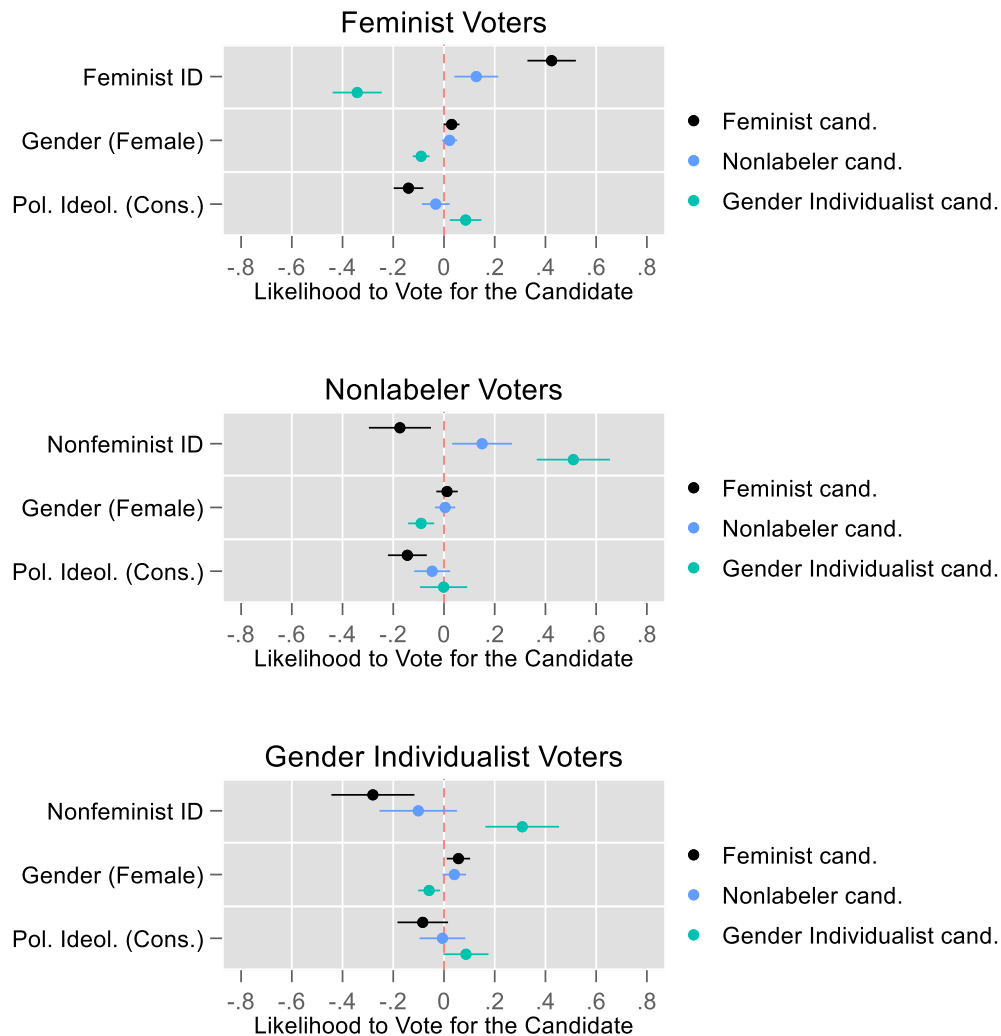 Feminist Voters
Feminist ID
Gender (Female)
Pol. Ideol. (Cons.)
-.8 -.6 -.4 -.2 0 .2 .4 .6 .8
Likelihood to Vote for the Candidate
Feminist cand.
Nonlabeler cand.
Gender Individualist cand.
Nonlabeler Voters
Nonfeminist ID
Gender (Female)
Pol. Ideol. (Cons.)
-.8 -.6 -.4 -.2 0 .2 .4 .6 .8
Likelihood to Vote for the Candidate
Feminist cand.
Nonlabeler cand.
Gender Individualist cand.
Gender Individualist Voters
Nonfeminist ID
Gender (Female)
Pol. Ideol. (Cons.)
-.8 -.6 -.4 -.2 0 .2 .4 .6 .8
Likelihood to Vote for the Candidate
Feminist cand.
Nonlabeler cand.
Gender Individualist cand.